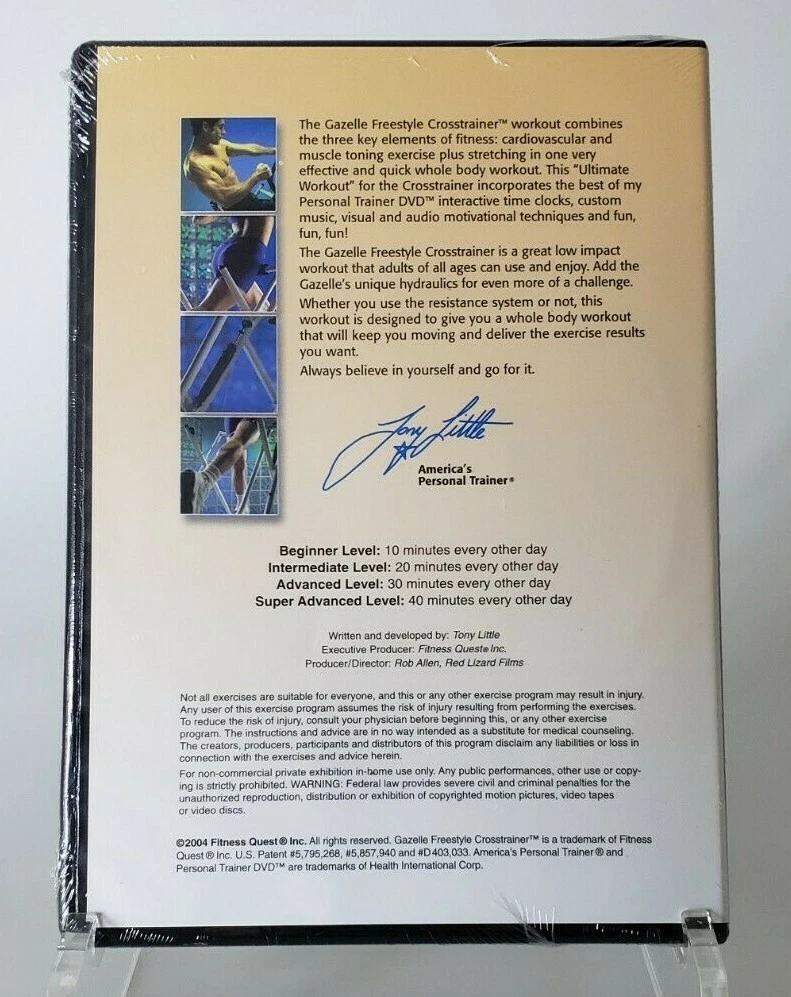 The Gazelle Freestyle Crosstrainer™ workout combines
the three key elements of fitness: cardiovascular and
muscle toning exercise plus stretching in one very
effective and quick whole body workout. This “Ultimate
Workout” for the Crosstrainer incorporates the best of my
Personal Trainer DVD™ interactive time clocks, custom
music, visual and audio motivational techniques and fun,
fun, fun!
The Gazelle Freestyle Crosstrainer is a great low impact
workout that adults of all ages can use and enjoy. Add the
Gazelle’s unique hydraulics for even more of a challenge.
Whether you use the resistance system or not, this
workout is designed to give you a whole body workout
that will keep you moving and deliver the exercise results
you want.
Always believe in yourself and go for it.
Tony Little
America’s
Personal Trainer®
Beginner Level: 10 minutes every other day
Intermediate Level: 20 minutes every other day
Advanced Level: 30 minutes every other day
Super Advanced Level: 40 minutes every other day
Written and developed by: Tony Little
Executive Producer: Fitness Quest® Inc.
Producer/Director: Rob Allen, Red Lizard Films
Not all exercises are suitable for everyone, and this or any other exercise program may result in injury.
Any user of this exercise program assumes the risk of injury resulting from performing the exercises.
To reduce the risk of injury, consult your physician before beginning this, or any other exercise
program. The instructions and advice are in no way intended as a substitute for medical counseling.
The creators, producers, participants and distributors of this program disclaim any liabilities or loss in
connection with the exercises and advice herein.
For non-commercial private exhibition in-home use only. Any public performances, other use or copy-
ing is strictly prohibited. WARNING: Federal law provides severe civil and criminal penalties for the
unauthorized reproduction, distribution or exhibition of copyrighted motion pictures, video tapes
or video discs.
©2004 Fitness Quest® Inc. All rights reserved. Gazelle Freestyle Crosstrainer™ is a trademark of Fitness
Quest® Inc. U.S. Patent #5,795,268, #5,857,940 and #D403,033. America’s Personal Trainer® and
Personal Trainer DVD™ are trademarks of Health International Corp.